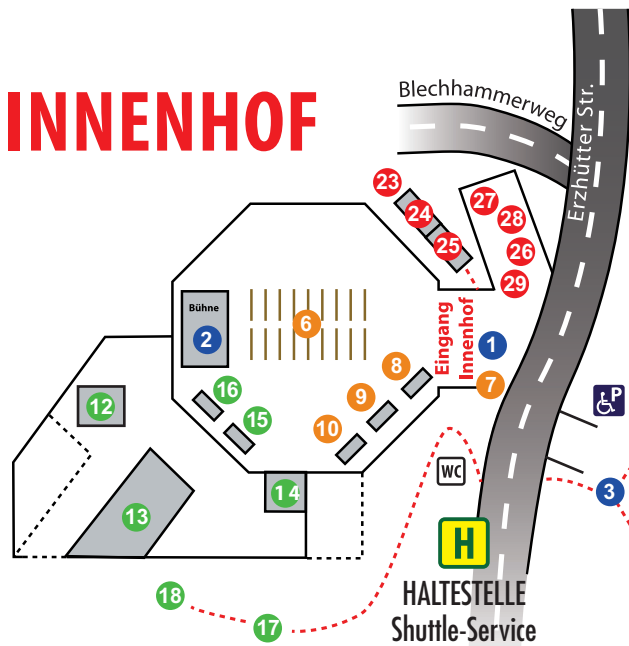 INNENHOF
Blechhammerweg
Erzhütter Str.
23
24
25
27
28
26
29
Bühne
2
6
Eingang
Innenhof
1
7
8
9
10
16
15
12
13
14
P
3
WC
H
HALTESTELLE
Shuttle-Service
18
17